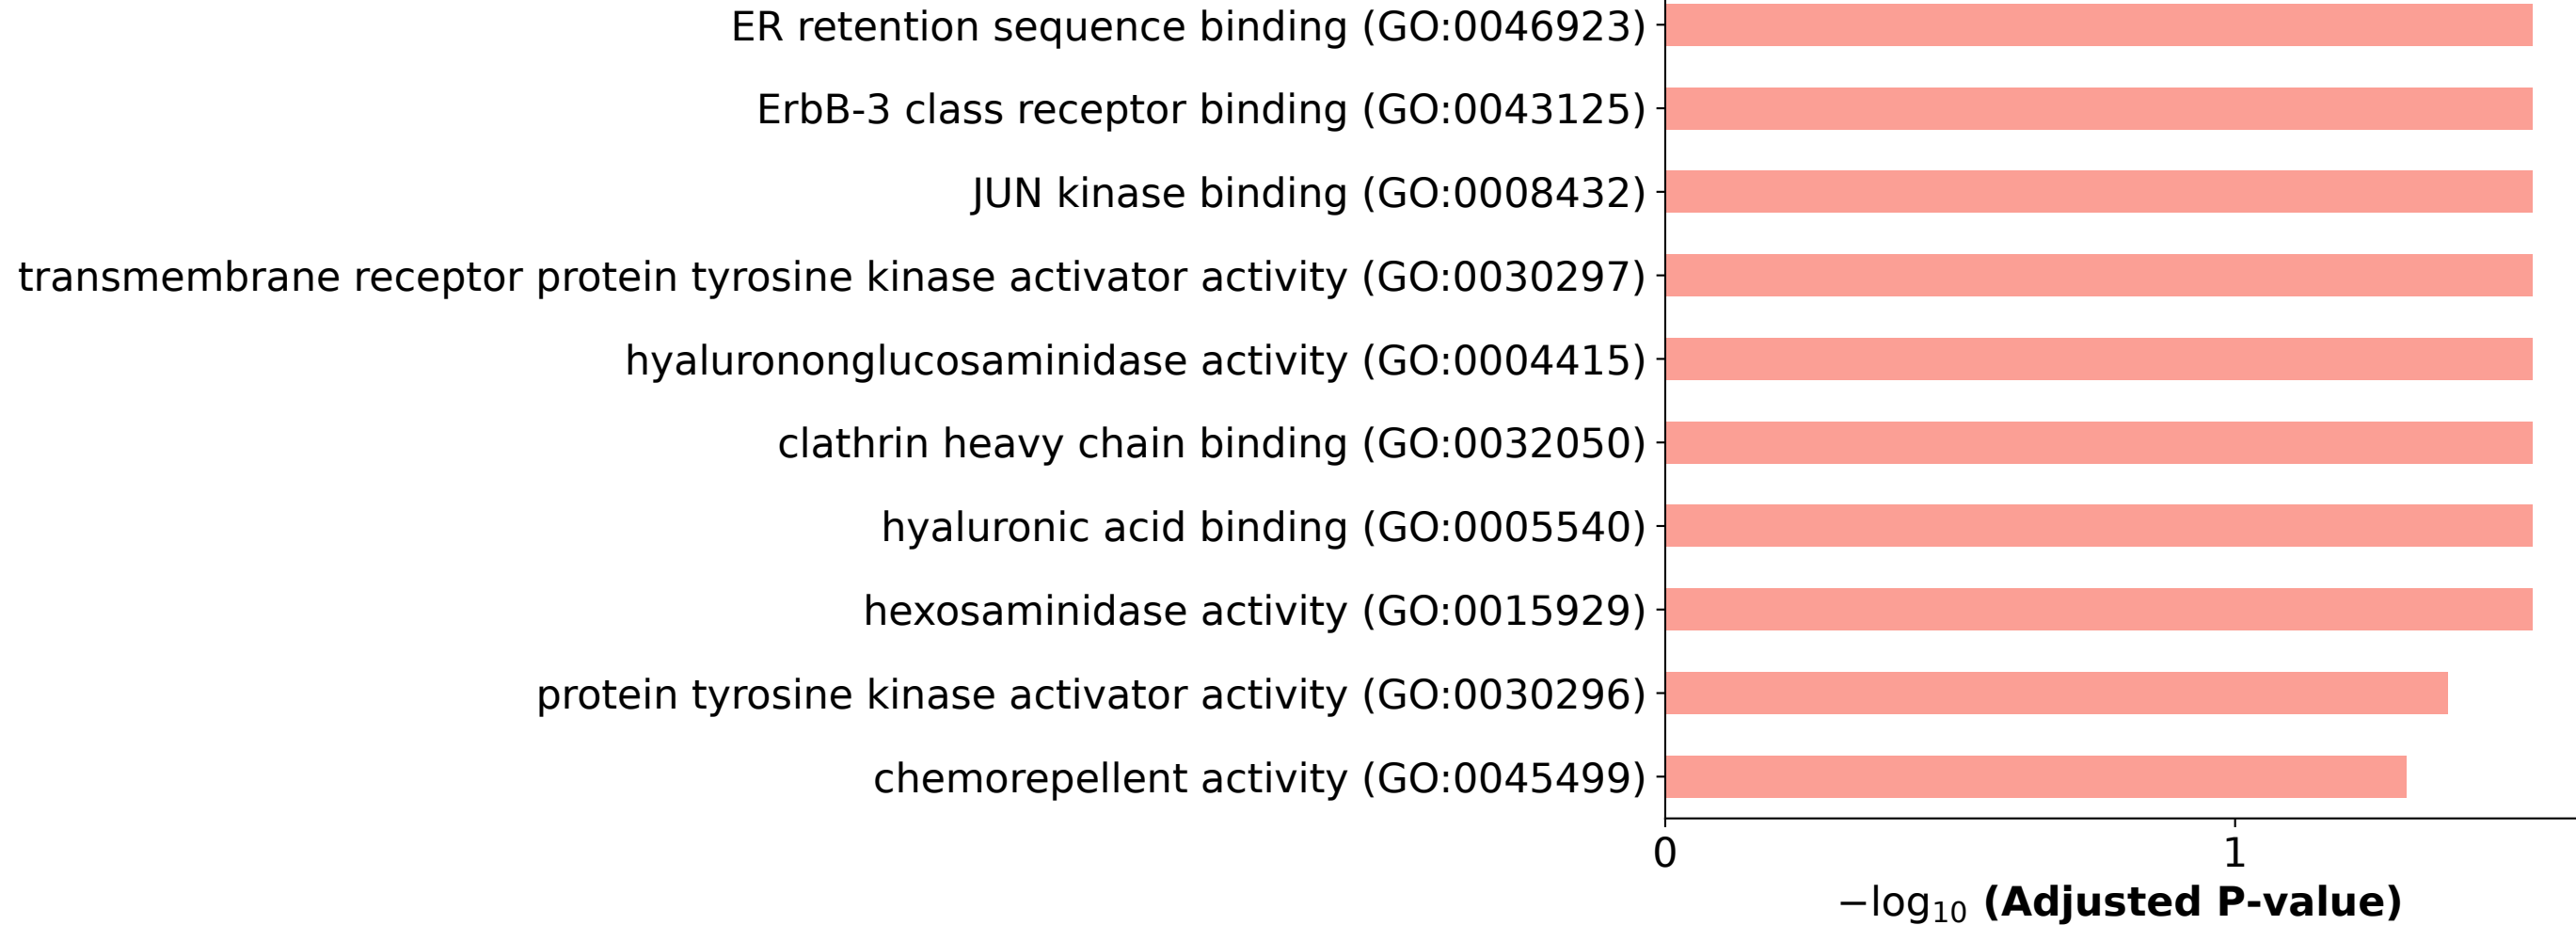 ER retention sequence binding (GO:0046923)
ErbB-3 class receptor binding (GO:0043125)
JUN kinase binding (GO:0008432)
transmembrane receptor protein tyrosine kinase activator activity (GO:0030297)
hyalurononglucosaminidase activity (GO:0004415)
clathrin heavy chain binding (GO:0032050)
hyaluronic acid binding (GO:0005540)
hexosaminidase activity (GO:0015929)
protein tyrosine kinase activator activity (GO:0030296)
chemorepellent activity (GO:0045499)
0 1
−log₁₀ (Adjusted P-value)